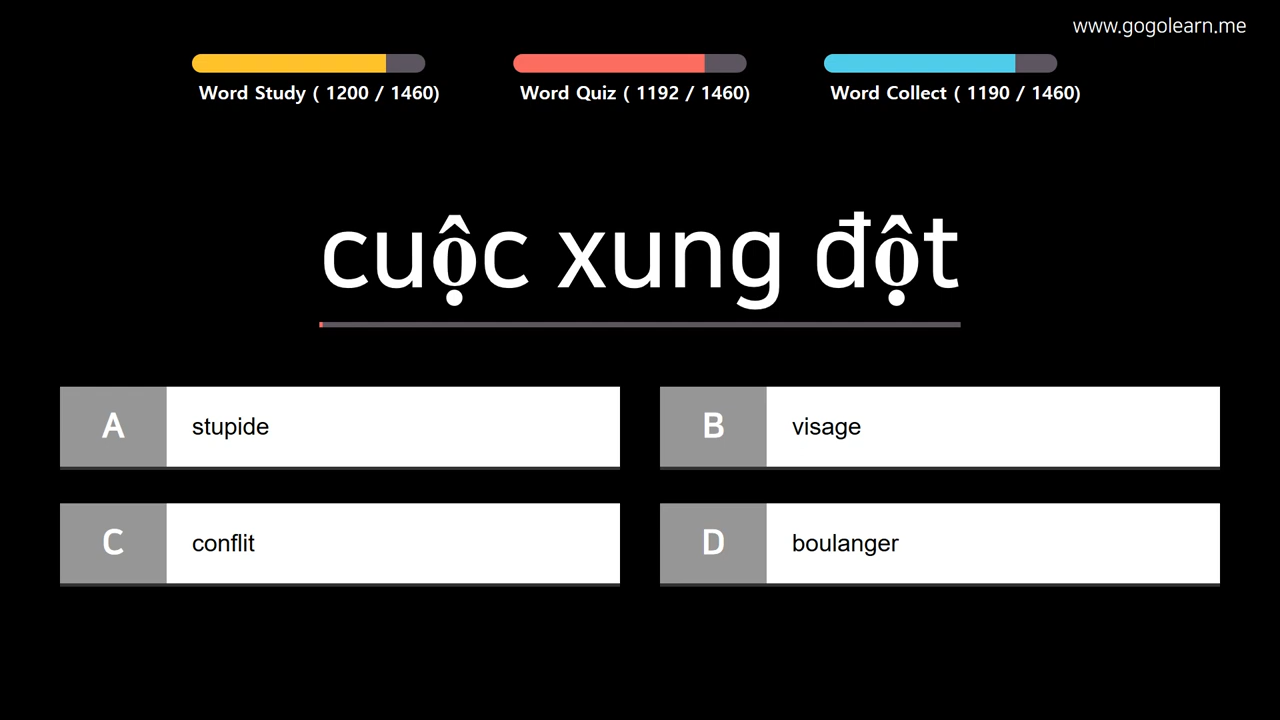 www.gogolearn.me
Word Study ( 1200 / 1460)
Word Quiz ( 1192 / 1460)
Word Collect ( 1190 / 1460)
cuộc xung đột
A stupide
B visage
C conflit
D boulanger